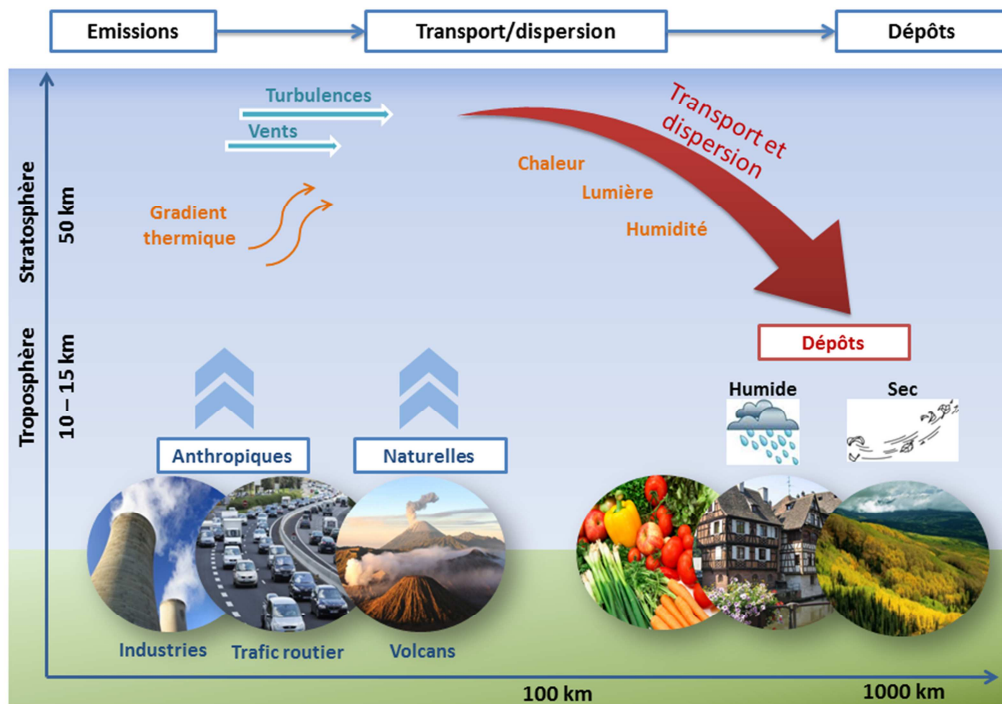 Emissions
Transport/dispersion
Dépôts
Turbulences
Vents
Gradient
thermique
Chaleur
Lumière
Humidité
Transport et
dispersion
Stratosphère
50 km
Troposphère
10 – 15 km
Dépôts
Humide
Sec
Anthropiques
Naturelles
Industries
Trafic routier
Volcans
100 km
1000 km